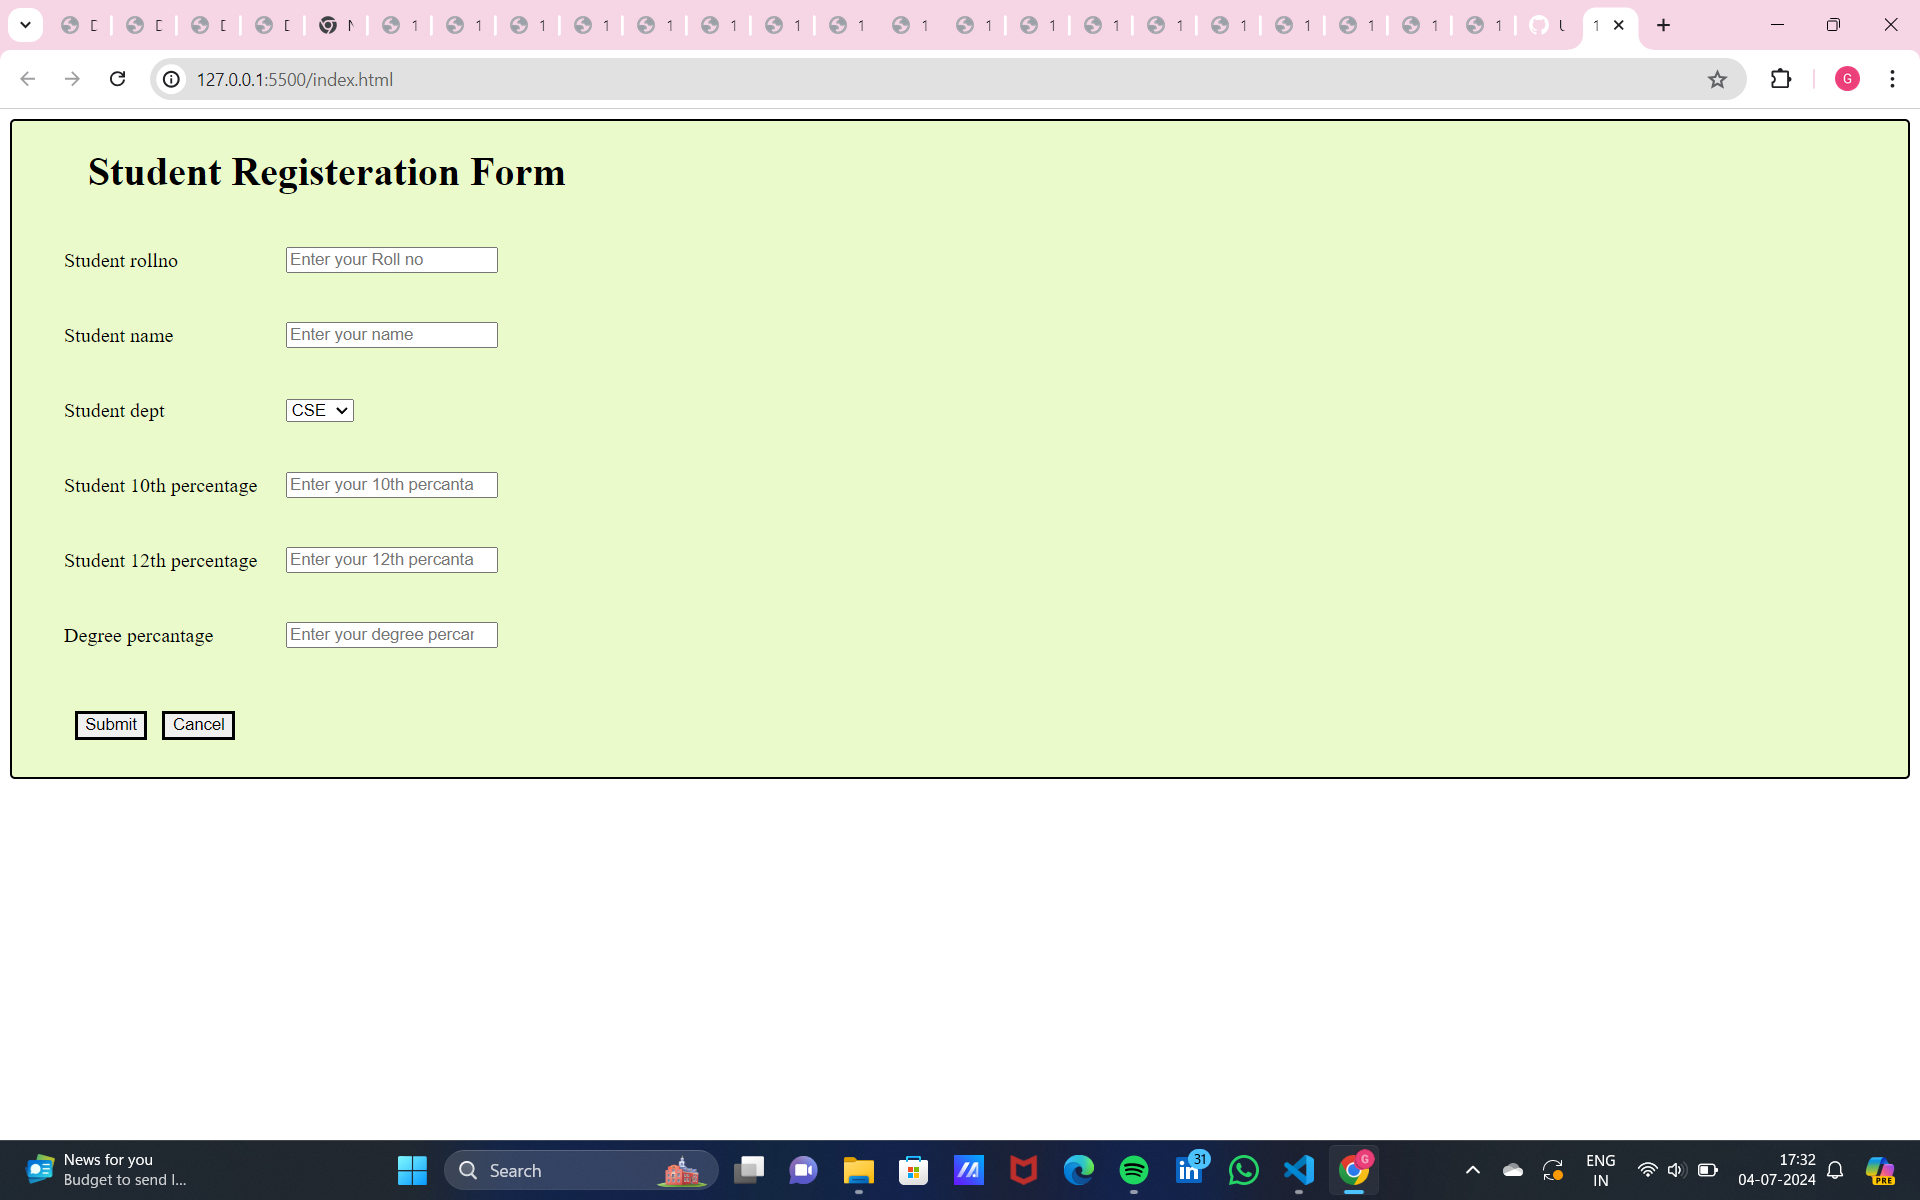 127.0.0.1:5500/index.html
G
Student Registeration Form
Student rollno
Enter your Roll no
Student name
Enter your name
Student dept
CSE
Student 10th percentage
Enter your 10th percanta
Student 12th percentage
Enter your 12th percanta
Degree percantage
Enter your degree percar
Submit
Cancel
News for you
Budget to send I...
Search
31
G
ENG
IN
17:32
04-07-2024
PRE